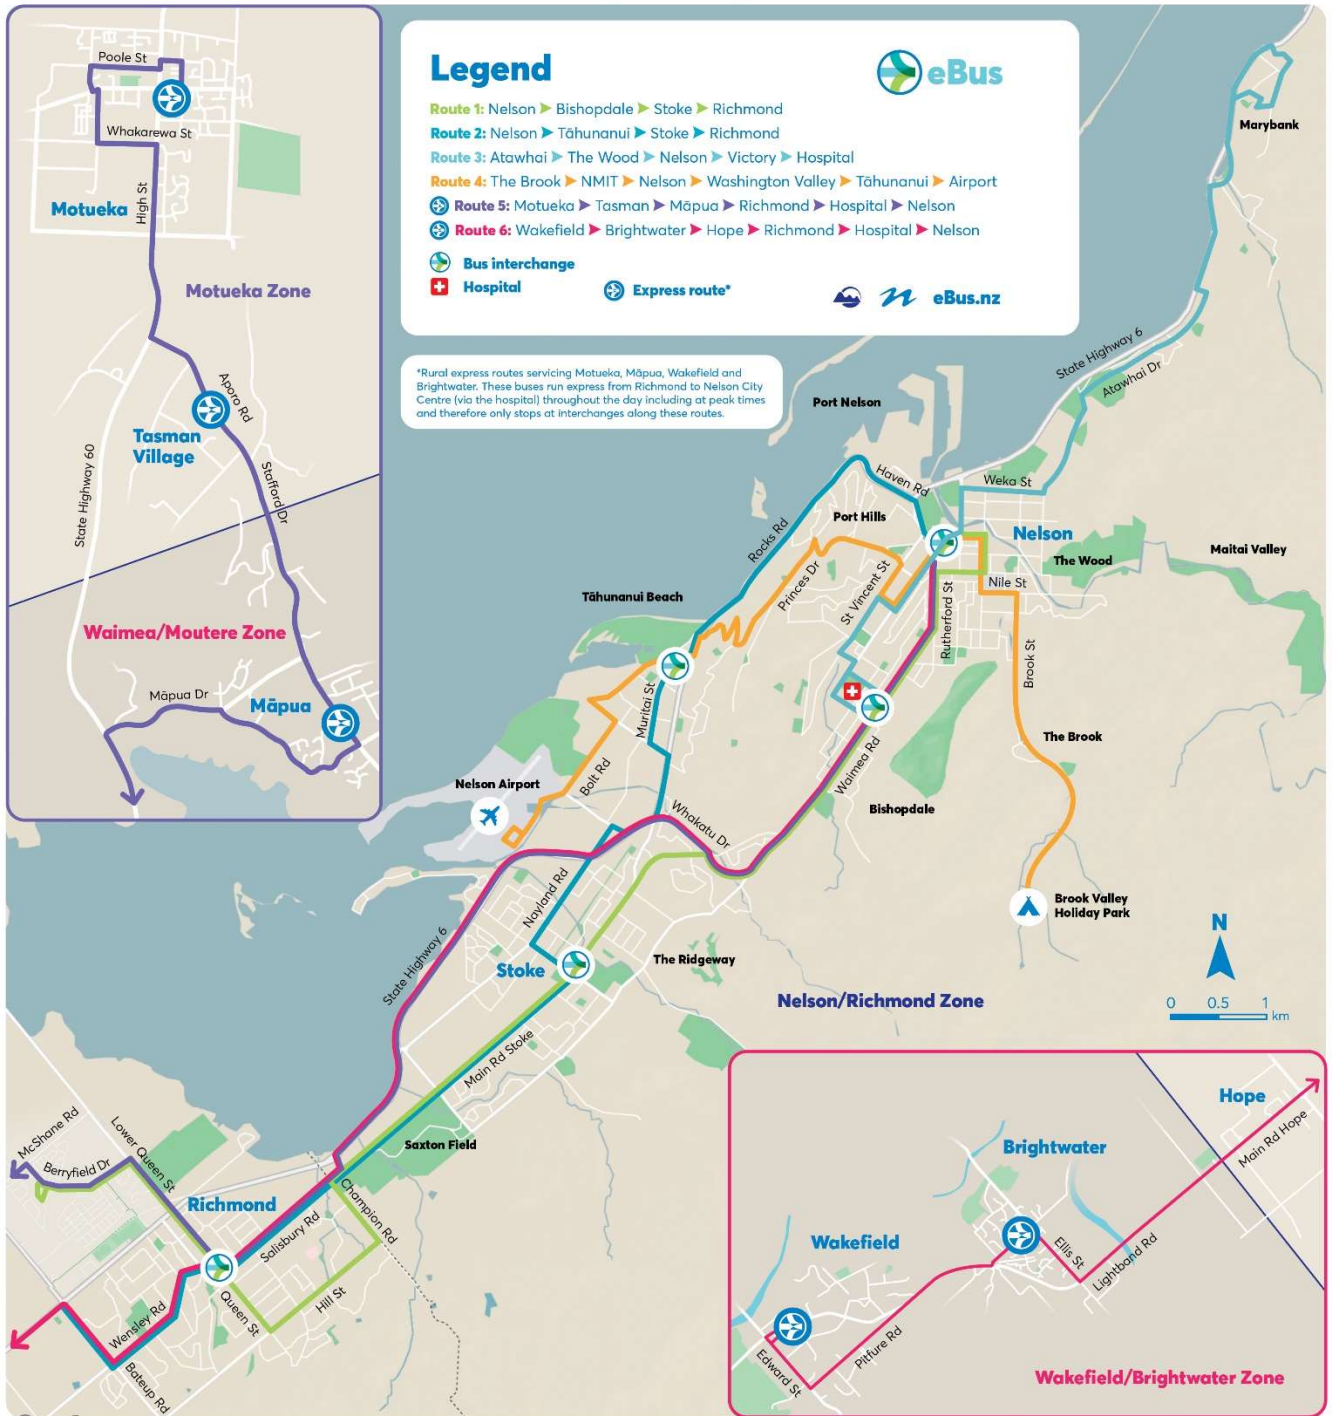 Poole St
Whakarewa St
High St
Motueka
Motueka Zone
Aporo Rd
Tasman
Village
State Highway 60
Stafford Dr
Waimea/Moutere Zone
Māpua Dr
Māpua
Legend
eBus
Route 1: Nelson Bishopdale Stoke Richmond
Route 2: Nelson Tāhunanui Stoke Richmond
Route 3: Atawhai The Wood Nelson Victory Hospital
Route 4: The Brook NMIT Nelson Washington Valley Tāhunanui Airport
Route 5: Motueka Tasman Māpua Richmond Hospital Nelson
Route 6: Wakefield Brightwater Hope Richmond Hospital Nelson
Bus interchange
Hospital
Express route*
eBus.nz
*Rural express routes servicing Motueka, Māpua, Wakefield and
Brightwater. These buses run express from Richmond to Nelson City
Centre (via the hospital) throughout the day including at peak times
and therefore only stops at interchanges along these routes.
Marybank
State Highway 6
Atawhai Dr
Port Nelson
Haven Rd
Weka St
Port Hills
Nelson
Rocks Rd
The Wood
Maitai Valley
Princes Dr
St Vincent St
Nile St
Tāhunanui Beach
Rutherford St
Brook St
Muritai St
The Brook
Nelson Airport
Bolt Rd
Waimea Rd
Whakatu Dr
Bishopdale
Nayland Rd
Brook Valley
Holiday Park
N
State Highway 6
Stoke
The Ridgeway
Nelson/Richmond Zone
0 0.5 1
km
Main Rd Stoke
Saxton Field
McShane Rd
Lower Queen St
Berryfield Dr
Richmond
Champion Rd
Salisbury Rd
Hill St
Queen St
Wensley Rd
Bateup Rd
Hope
Main Rd Hope
Brightwater
Wakefield
Ellis St
Lightband Rd
Pitfure Rd
Edward St
Wakefield/Brightwater Zone